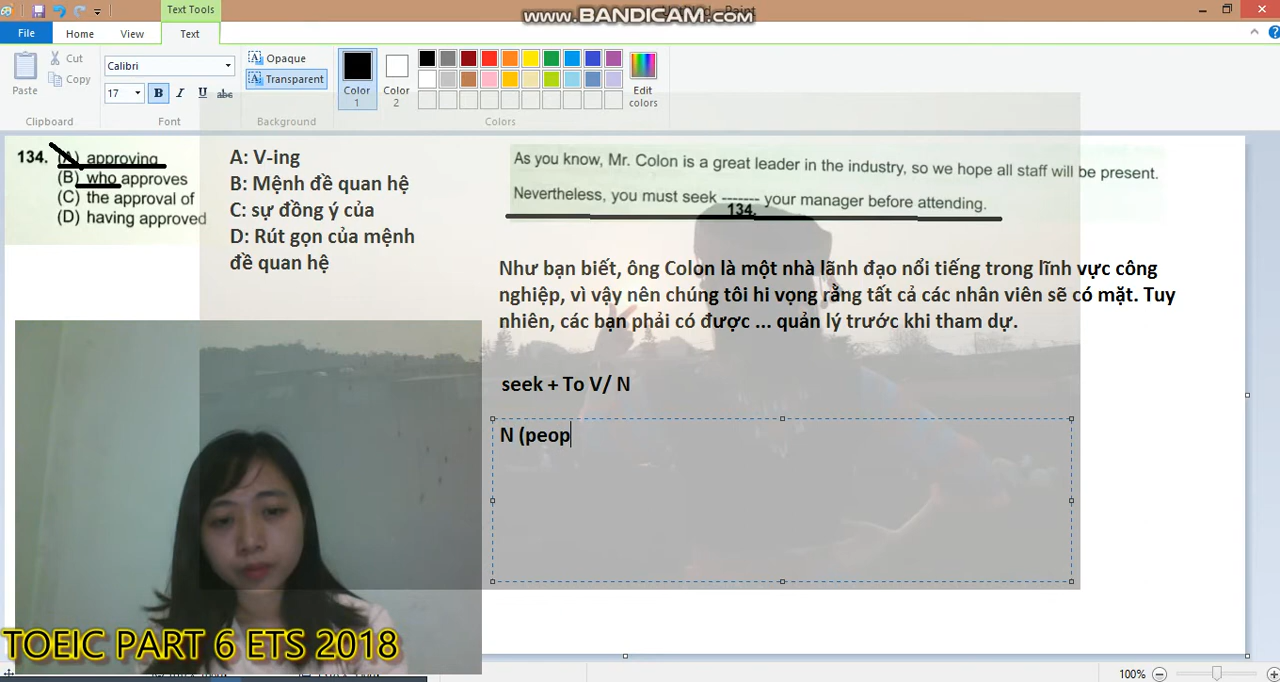 Text Tools
www.BANDICAM.com
Paint
File
Home
View
Text
Paste
Cut
Copy
Clipboard
Calibri
17
B I U abc
Font
Opaque
Transparent
Background
Color 1
Color 2
Edit colors
Colors
134. (A) approving
(B) who approves
(C) the approval of
(D) having approved
A: V-ing
B: Mệnh đề quan hệ
C: sự đồng ý của
D: Rút gọn của mệnh
đề quan hệ
As you know, Mr. Colon is a great leader in the industry, so we hope all staff will be present.
Nevertheless, you must seek ------- your manager before attending.
134.
Như bạn biết, ông Colon là một nhà lãnh đạo nổi tiếng trong lĩnh vực công
nghiệp, vì vậy nên chúng tôi hi vọng rằng tất cả các nhân viên sẽ có mặt. Tuy
nhiên, các bạn phải có được ... quản lý trước khi tham dự.
seek + To V/ N
N (peop
TOEIC PART 6 ETS 2018
100%